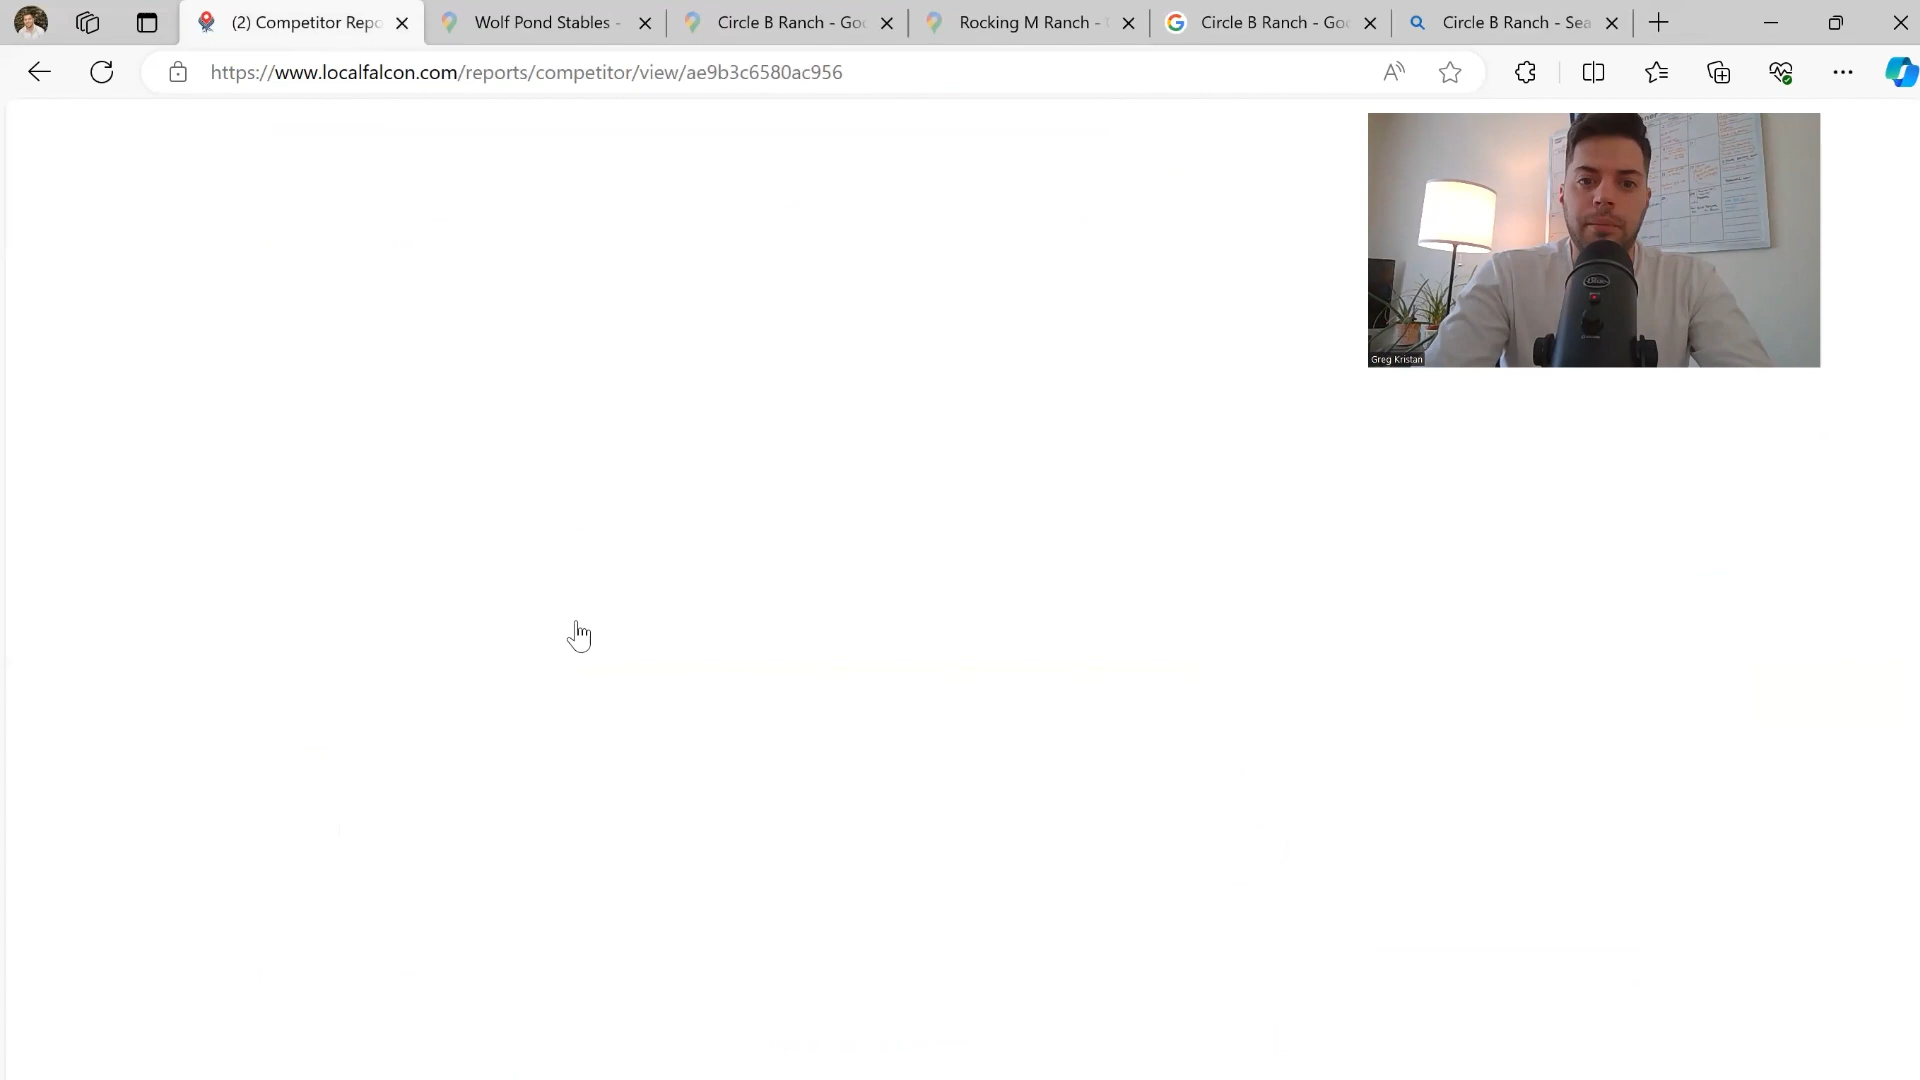 (2) Competitor Repo
Wolf Pond Stables -
Circle B Ranch - Goo
Rocking M Ranch -
Circle B Ranch - Goo
Circle B Ranch - Sea
https://www.localfalcon.com/reports/competitor/view/ae9b3c6580ac956
Blue
Greg Kristan